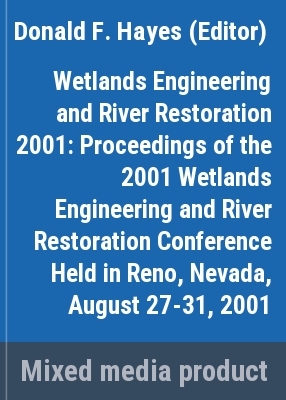 Donald F. Hayes (Editor)
Wetlands Engineering
and River Restoration
2001: Proceedings of the
2001 Wetlands
Engineering and River
Restoration Conference
Held in Reno, Nevada,
August 27-31, 2001
Mixed media product